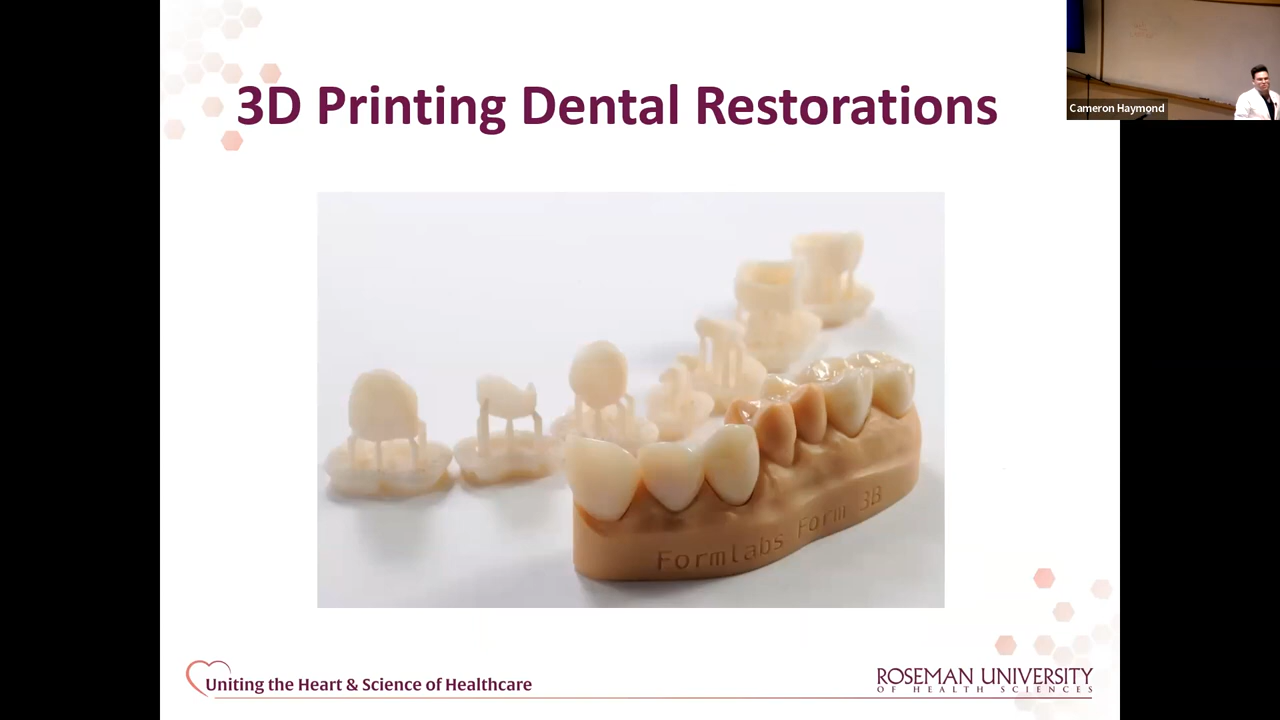 3D Printing Dental Restorations
Cameron Haymond
Formlabs Form 3B
Uniting the Heart & Science of Healthcare
ROSEMAN UNIVERSITY
OF HEALTH SCIENCES